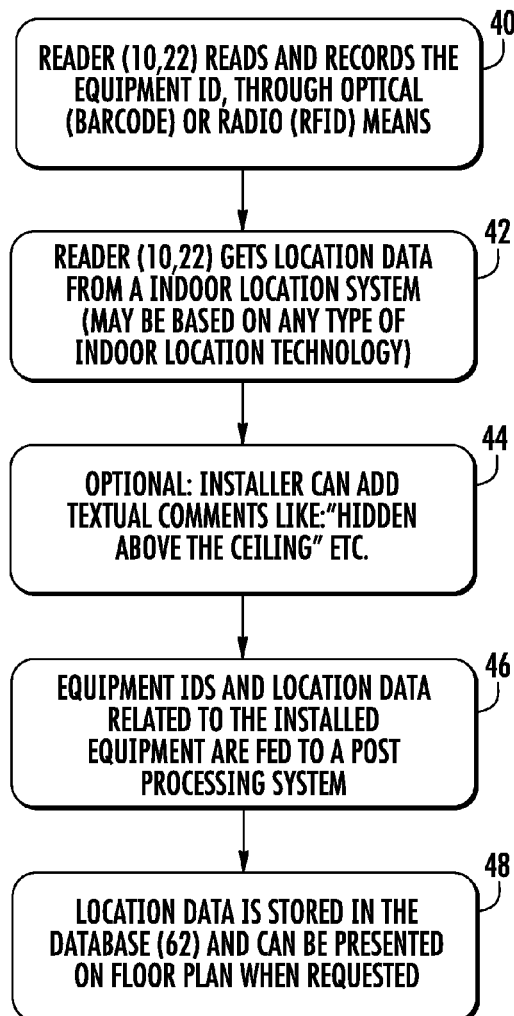 40
READER (10,22) READS AND RECORDS THE
EQUIPMENT ID, THROUGH OPTICAL
(BARCODE) OR RADIO (RFID) MEANS
42
READER (10,22) GETS LOCATION DATA
FROM A INDOOR LOCATION SYSTEM
(MAY BE BASED ON ANY TYPE OF
INDOOR LOCATION TECHNOLOGY)
44
OPTIONAL: INSTALLER CAN ADD
TEXTUAL COMMENTS LIKE:“HIDDEN
ABOVE THE CEILING” ETC.
46
EQUIPMENT IDS AND LOCATION DATA
RELATED TO THE INSTALLED
EQUIPMENT ARE FED TO A POST
PROCESSING SYSTEM
48
LOCATION DATA IS STORED IN THE
DATABASE (62) AND CAN BE PRESENTED
ON FLOOR PLAN WHEN REQUESTED